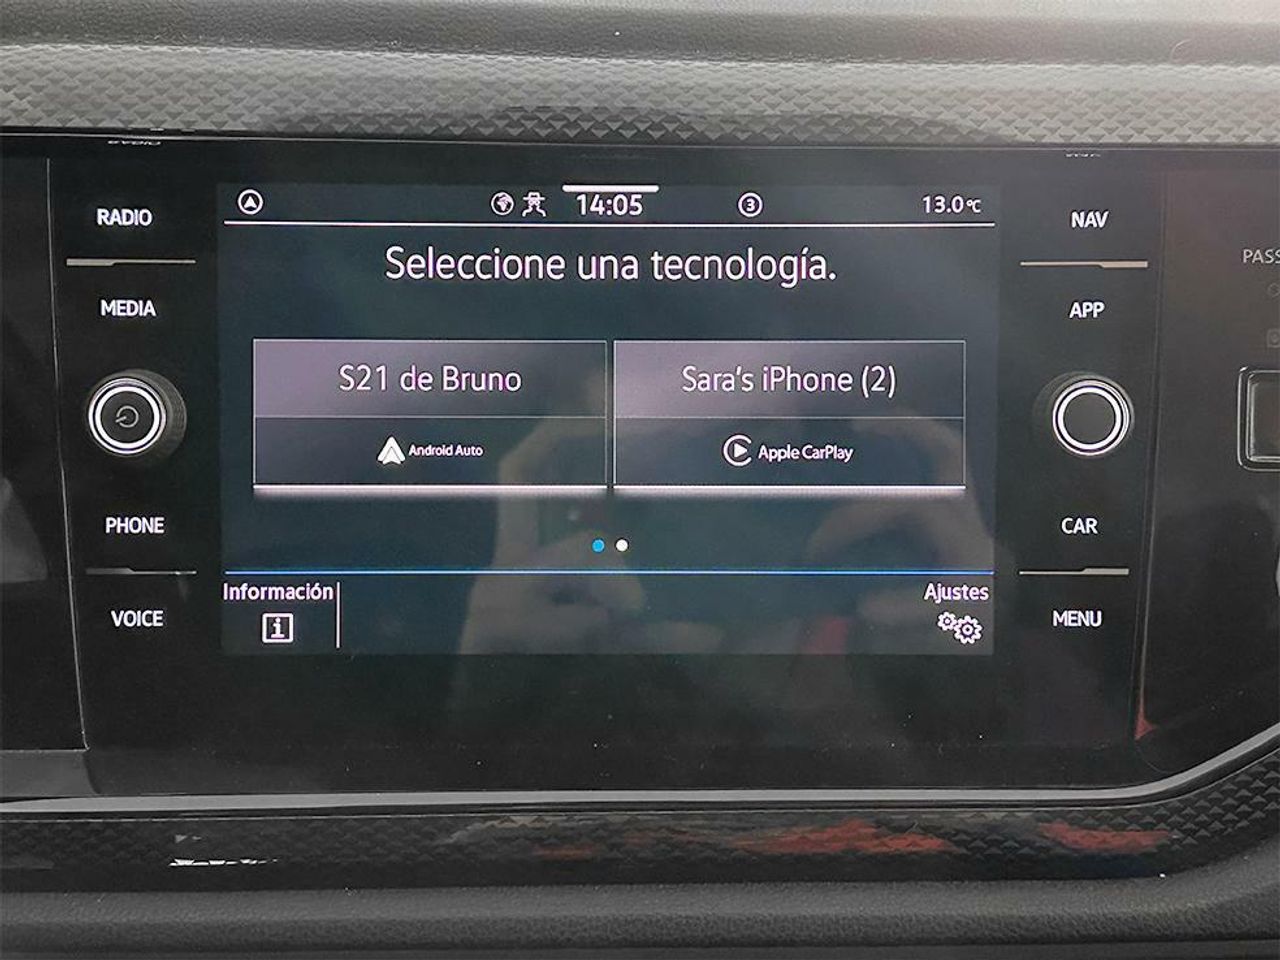 14:05
3
13.0°C
RADIO
MEDIA
PHONE
VOICE
Seleccione una tecnología.
S21 de Bruno
Android Auto
Sara's iPhone (2)
Apple CarPlay
Información
i
Ajustes
NAV
APP
CAR
MENU
PASS